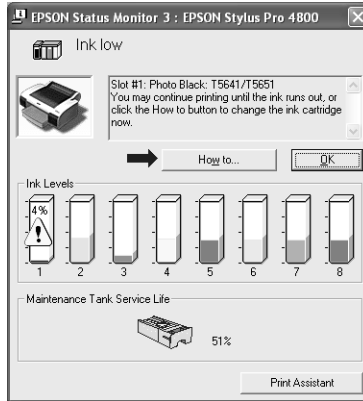 EPSON Status Monitor 3 : EPSON Stylus Pro 4800
Ink low
Slot #1: Photo Black: T5641/T5651
You may continue printing until the ink runs out, or
click the How to button to change the ink cartridge
now.
How to...
OK
Ink Levels
4%
1 2 3 4 5 6 7 8
Maintenance Tank Service Life
51%
Print Assistant